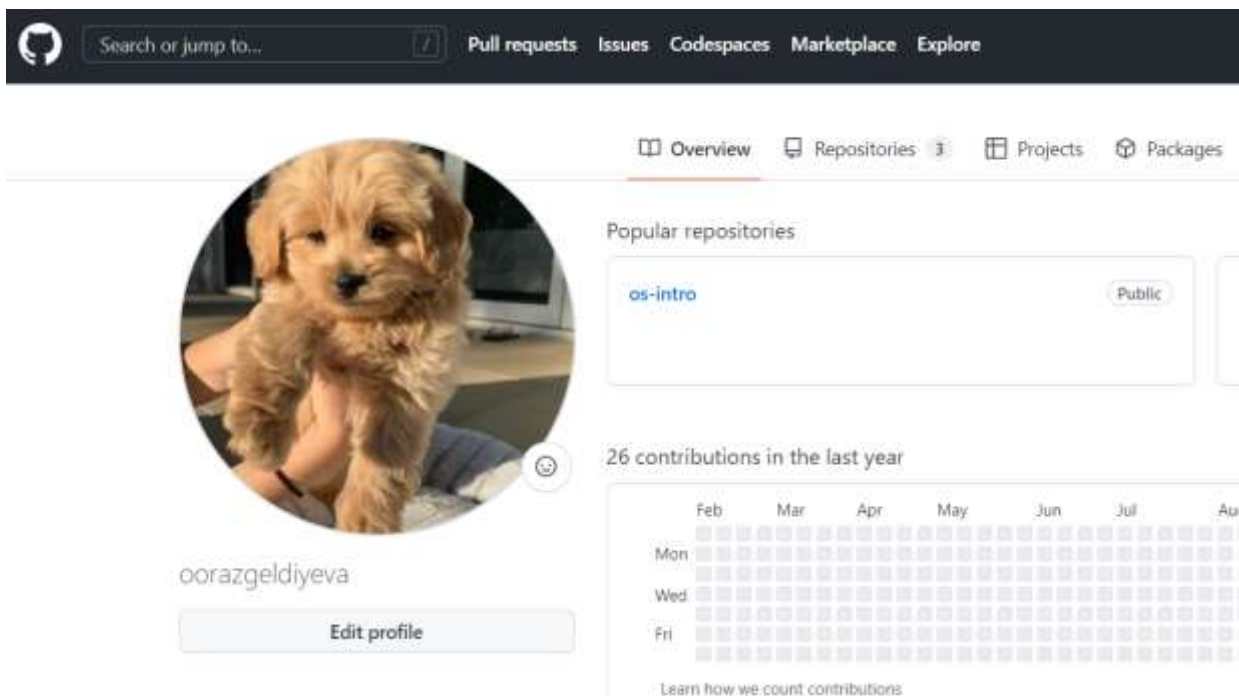 Search or jump to... /
Pull requests Issues Codespaces Marketplace Explore
Overview Repositories 3 Projects Packages
Popular repositories
os-intro Public
26 contributions in the last year
Feb Mar Apr May Jun Jul
Mon
Wed
Fri
Learn how we count contributions
oorazgeldiyeva
Edit profile